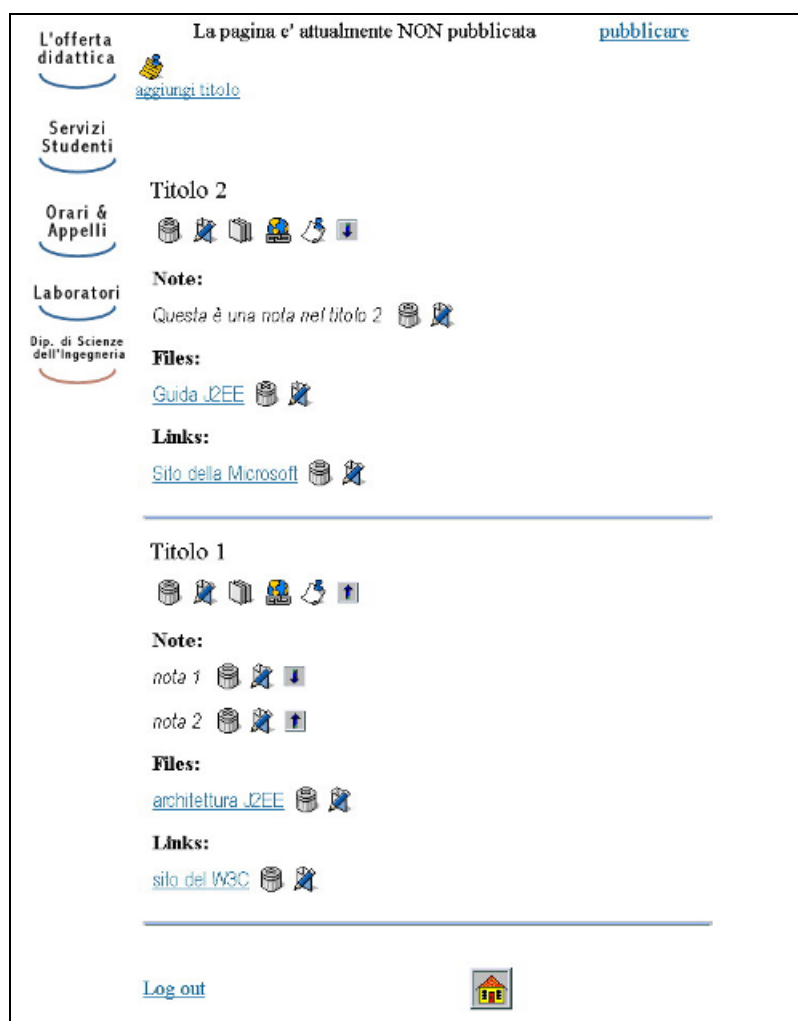 L'offerta
didattica
Servizi
Studenti
Orari &
Appelli
Laboratori
Dip. di Scienze
dell'Ingegneria
La pagina e' attualmente NON pubblicata pubblicare
aggiungi titolo
Titolo 2
Note:
Questa è una nota nel titolo 2
Files:
Guida J2EE
Links:
Sito della Microsoft
Titolo 1
Note:
nota 1
nota 2
Files:
architettura J2EE
Links:
sito del W3C
Log out